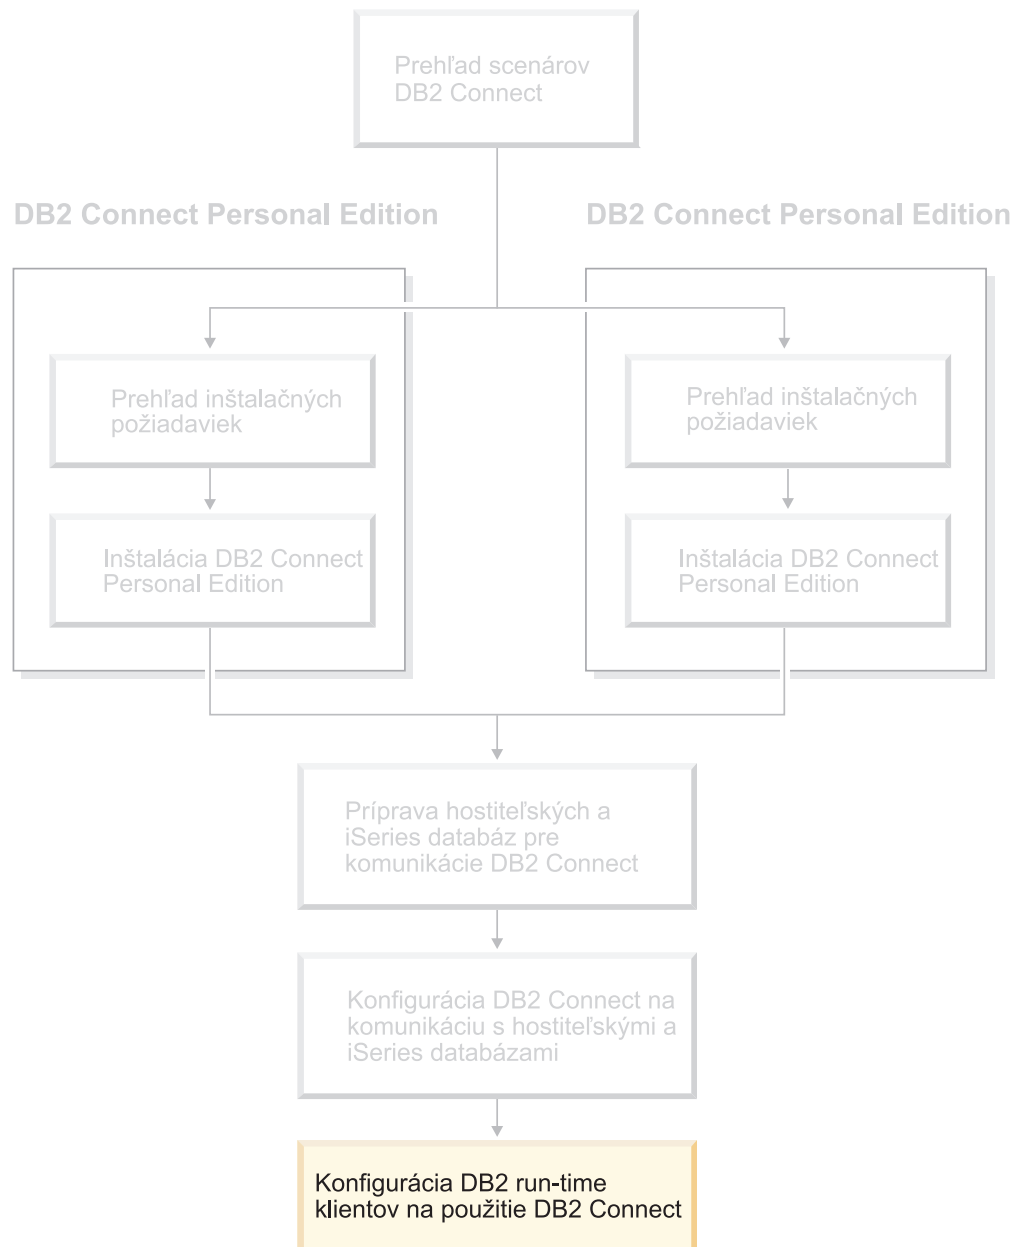 Prehľad scenárov
DB2 Connect
DB2 Connect Personal Edition
DB2 Connect Personal Edition
Prehľad inštalačných
požiadaviek
Prehľad inštalačných
požiadaviek
Inštalácia DB2 Connect
Personal Edition
Inštalácia DB2 Connect
Personal Edition
Príprava hostiteľských a
iSeries databáz pre
komunikácie DB2 Connect
Konfigurácia DB2 Connect na
komunikáciu s hostiteľskými a
iSeries databázami
Konfigurácia DB2 run-time
klientov na použitie DB2 Connect